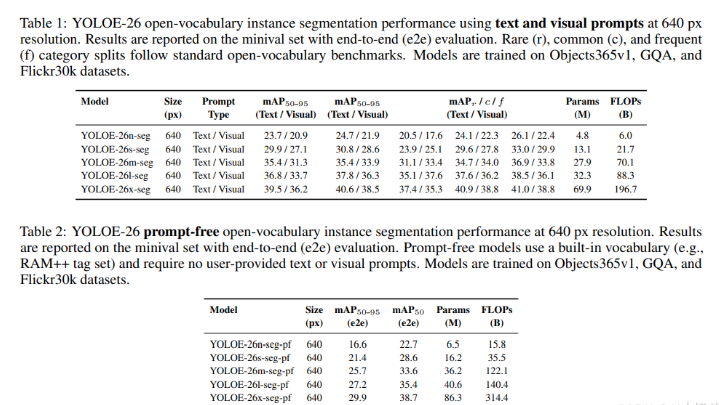 Table 1: YOLOE-26 open-vocabulary instance segmentation performance using text and visual prompts at 640 px
resolution. Results are reported on the minival set with end-to-end (e2e) evaluation. Rare (r), common (c), and frequent
(f) category splits follow standard open-vocabulary benchmarks. Models are trained on Objects365v1, GQA, and
Flickr30k datasets.
Model Size Prompt mAP50-95 mAP50-95 mAPr / c / f Params FLOPs
(px) Type (Text / Visual) (Text / Visual) (Text / Visual) (M) (B)
YOLOE-26n-seg 640 Text / Visual 23.7 / 20.9 24.7 / 21.9 20.5 / 17.6 24.1 / 22.3 26.1 / 22.4 4.8 6.0
YOLOE-26s-seg 640 Text / Visual 29.9 / 27.1 30.8 / 28.6 23.9 / 25.1 29.6 / 27.8 33.0 / 29.9 13.1 21.7
YOLOE-26m-seg 640 Text / Visual 35.4 / 31.3 35.4 / 33.9 31.1 / 33.4 34.7 / 34.0 36.9 / 33.8 27.9 70.1
YOLOE-26l-seg 640 Text / Visual 36.8 / 33.7 37.8 / 36.3 35.1 / 37.6 37.6 / 36.2 38.5 / 36.1 32.3 88.3
YOLOE-26x-seg 640 Text / Visual 39.5 / 36.2 40.6 / 38.5 37.4 / 35.3 40.9 / 38.8 41.0 / 38.8 69.9 196.7
Table 2: YOLOE-26 prompt-free open-vocabulary instance segmentation performance at 640 px resolution. Results
are reported on the minival set with end-to-end (e2e) evaluation. Prompt-free models use a built-in vocabulary (e.g.,
RAM++ tag set) and require no user-provided text or visual prompts. Models are trained on Objects365v1, GQA, and
Flickr30k datasets.
Model Size mAP50-95 mAP50 Params FLOPs
(px) (e2e) (e2e) (M) (B)
YOLOE-26n-seg-pf 640 16.6 22.7 6.5 15.8
YOLOE-26s-seg-pf 640 21.4 28.6 16.2 35.5
YOLOE-26m-seg-pf 640 25.7 33.6 36.2 122.1
YOLOE-26l-seg-pf 640 27.2 35.4 40.6 140.4
YOLOE-26x-seg-pf 640 29.9 38.7 86.3 314.4